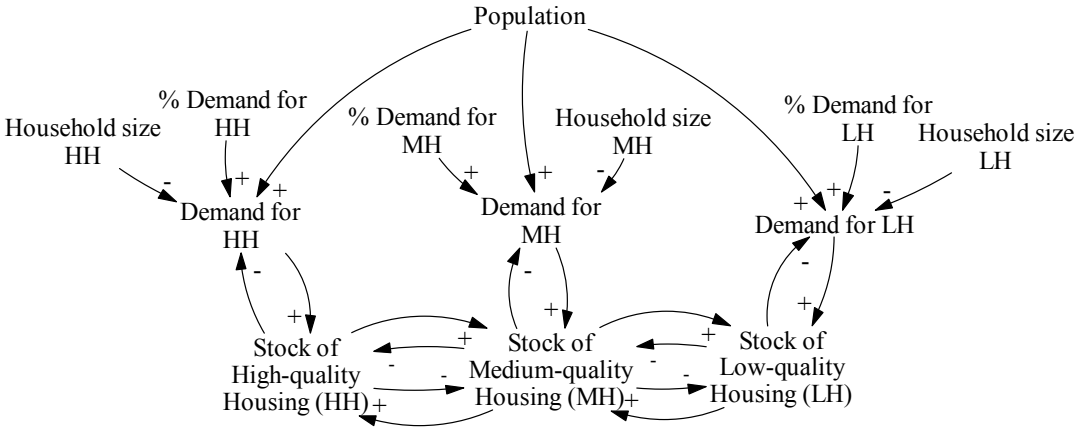 Population
Household size
HH
% Demand for
HH
% Demand for
MH
Household size
MH
% Demand for
LH
Household size
LH
-
+
+
+
+
-
+
+
-
Demand for
HH
Demand for
MH
Demand for LH
-
+
-
+
-
+
Stock of
High-quality
Housing (HH)
+
-
-
+
Stock of
Medium-quality
Housing (MH)
+
-
-
+
Stock of
Low-quality
Housing (LH)